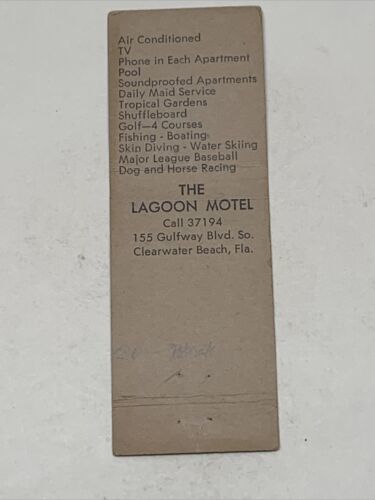 Air Conditioned
TV
Phone in Each Apartment
Pool
Soundproofed Apartments
Daily Maid Service
Tropical Gardens
Shuffleboard
Golf—4 Courses
Fishing - Boating
Skin Diving - Water Skiing
Major League Baseball
Dog and Horse Racing
THE
LAGOON MOTEL
Call 37194
155 Gulfway Blvd. So.
Clearwater Beach, Fla.